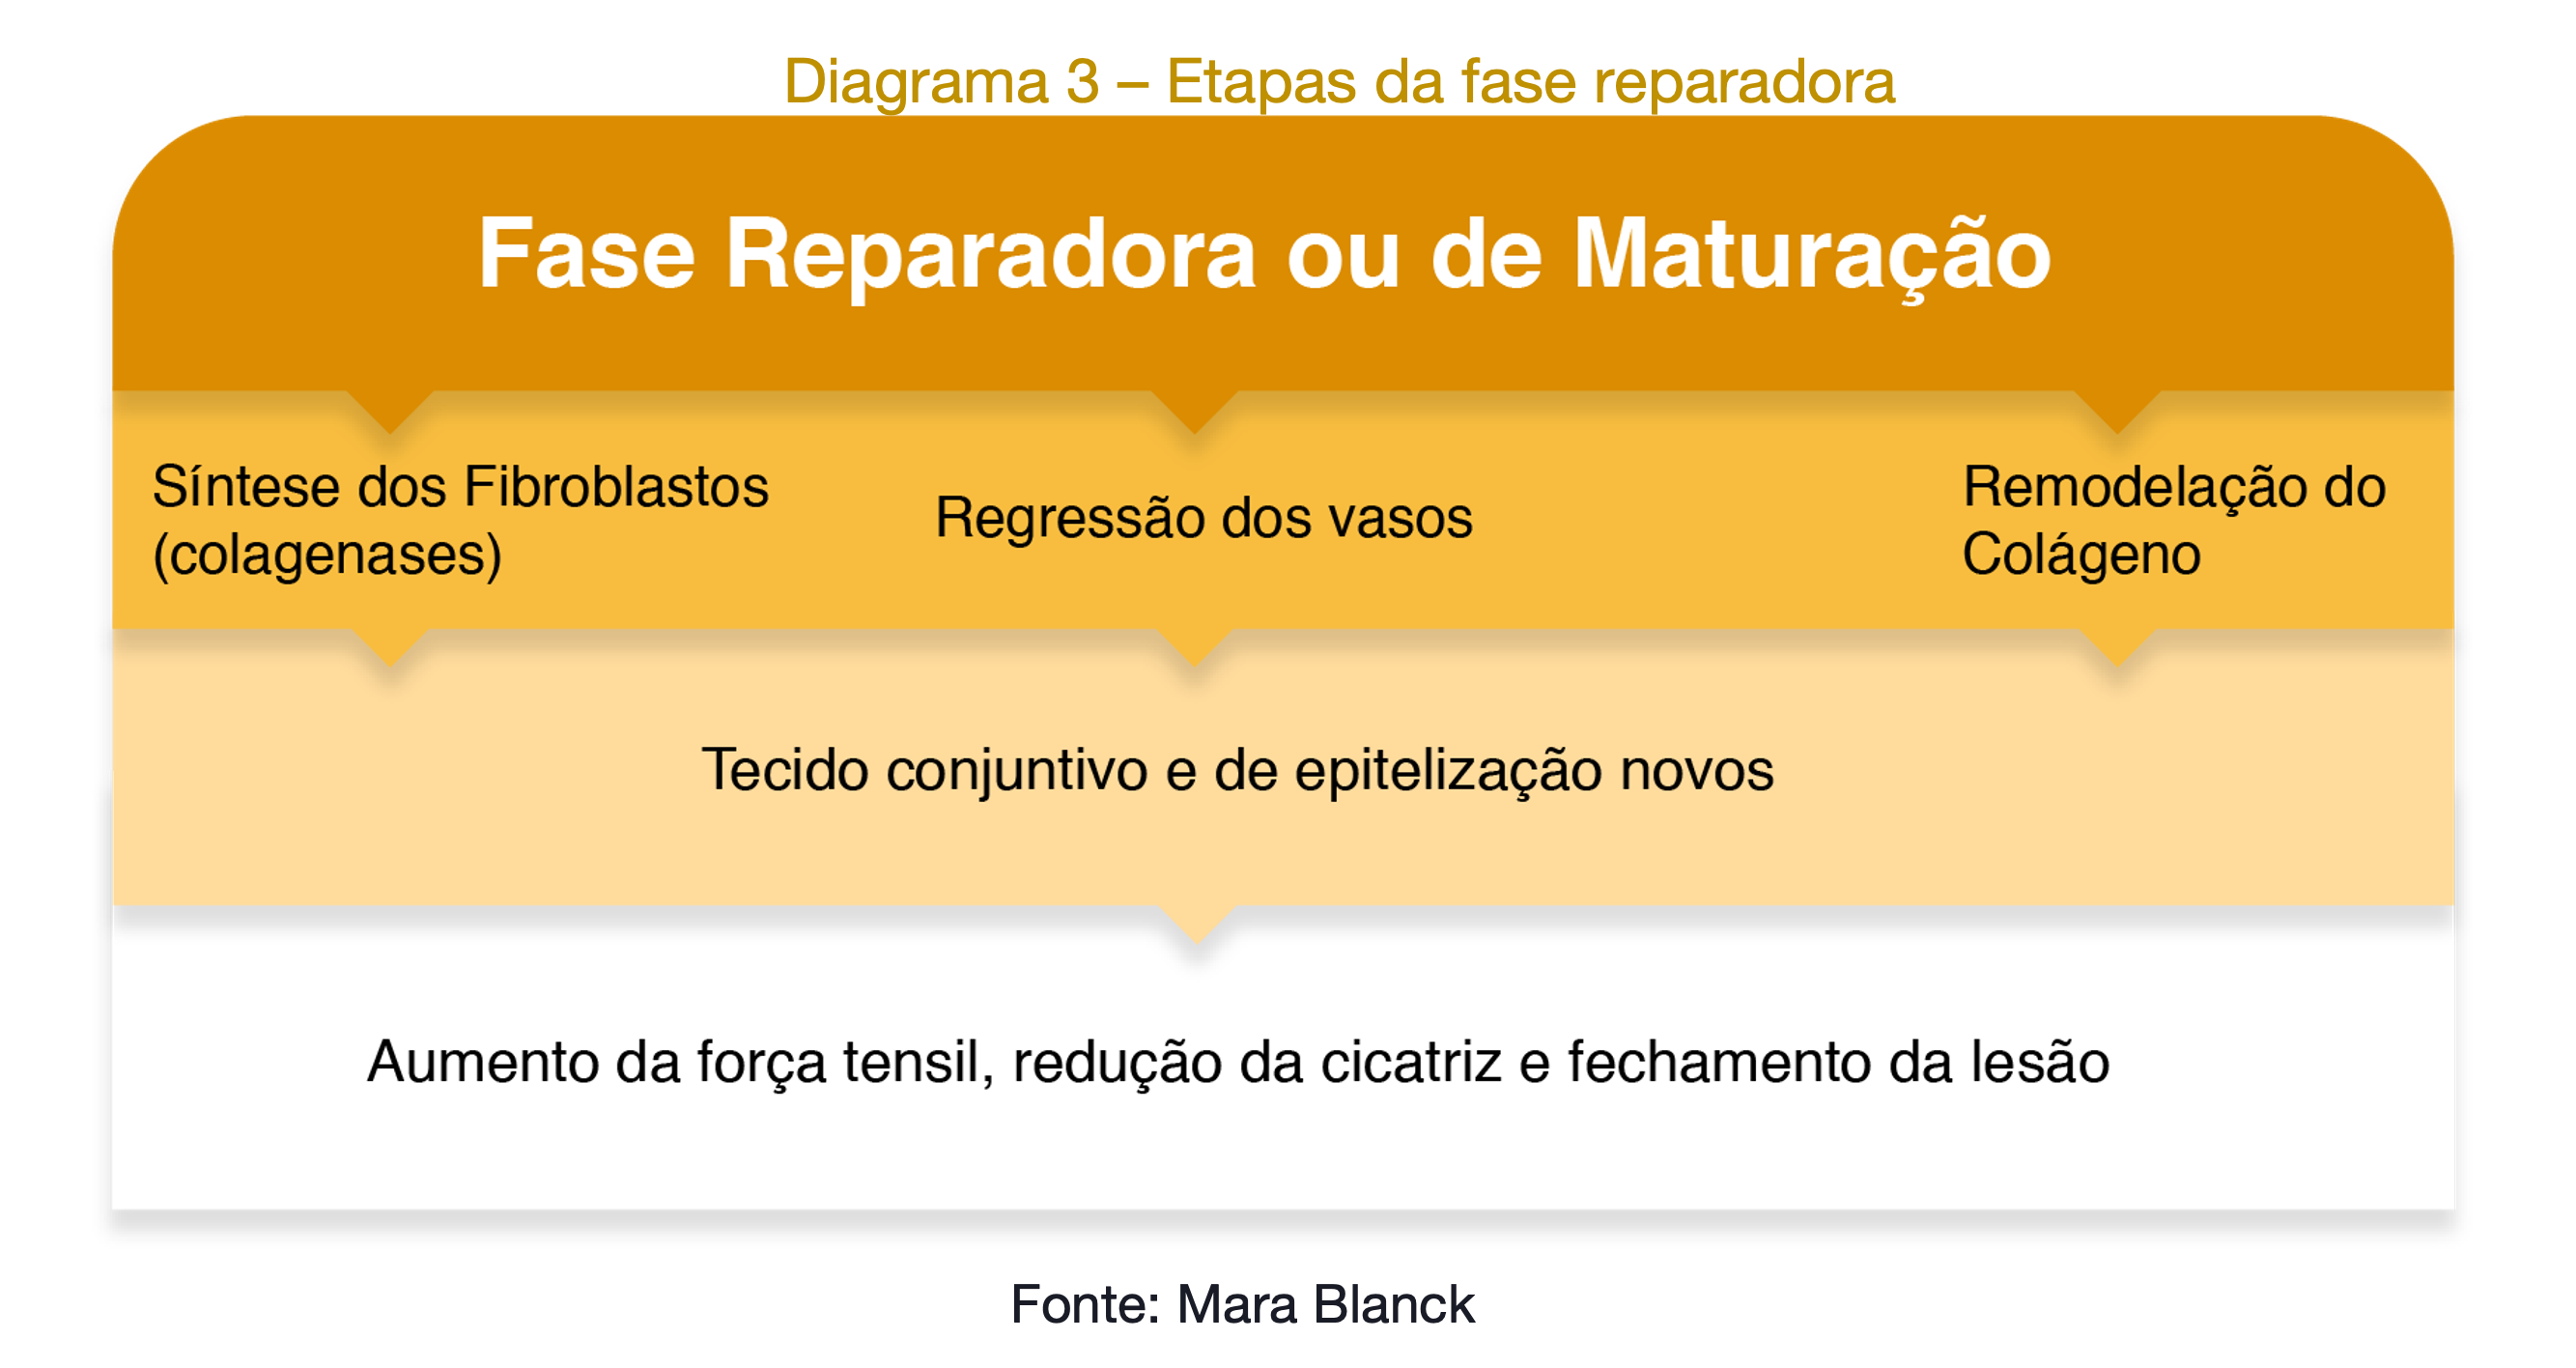 Diagrama 3 – Etapas da fase reparadora
Fase Reparadora ou de Maturação
Síntese dos Fibroblastos
(colagenases)
Regressão dos vasos
Remodelação do
Colágeno
Tecido conjuntivo e de epitelização novos
Aumento da força tensil, redução da cicatriz e fechamento da lesão
Fonte: Mara Blanck